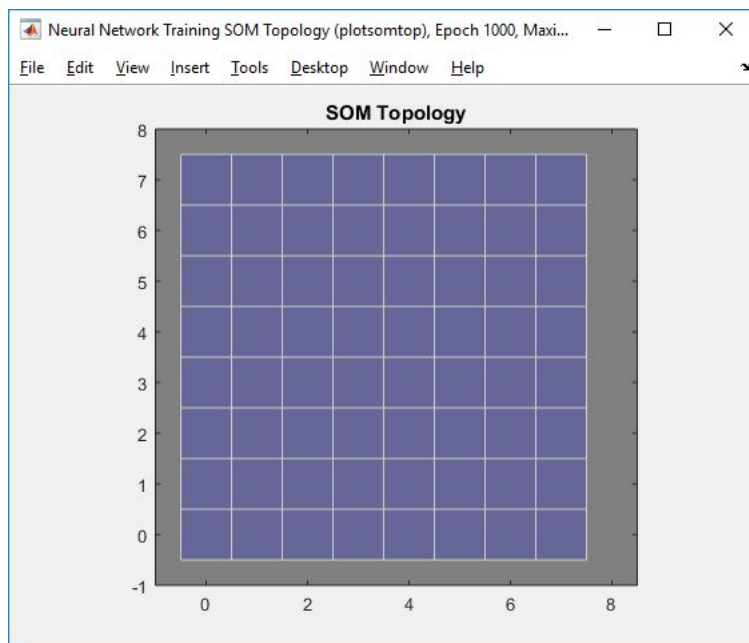 Neural Network Training SOM Topology (plotsomtop), Epoch 1000, Maxi...
File Edit View Insert Tools Desktop Window Help
SOM Topology
8
7
6
5
4
3
2
1
0
-1
0 2 4 6 8